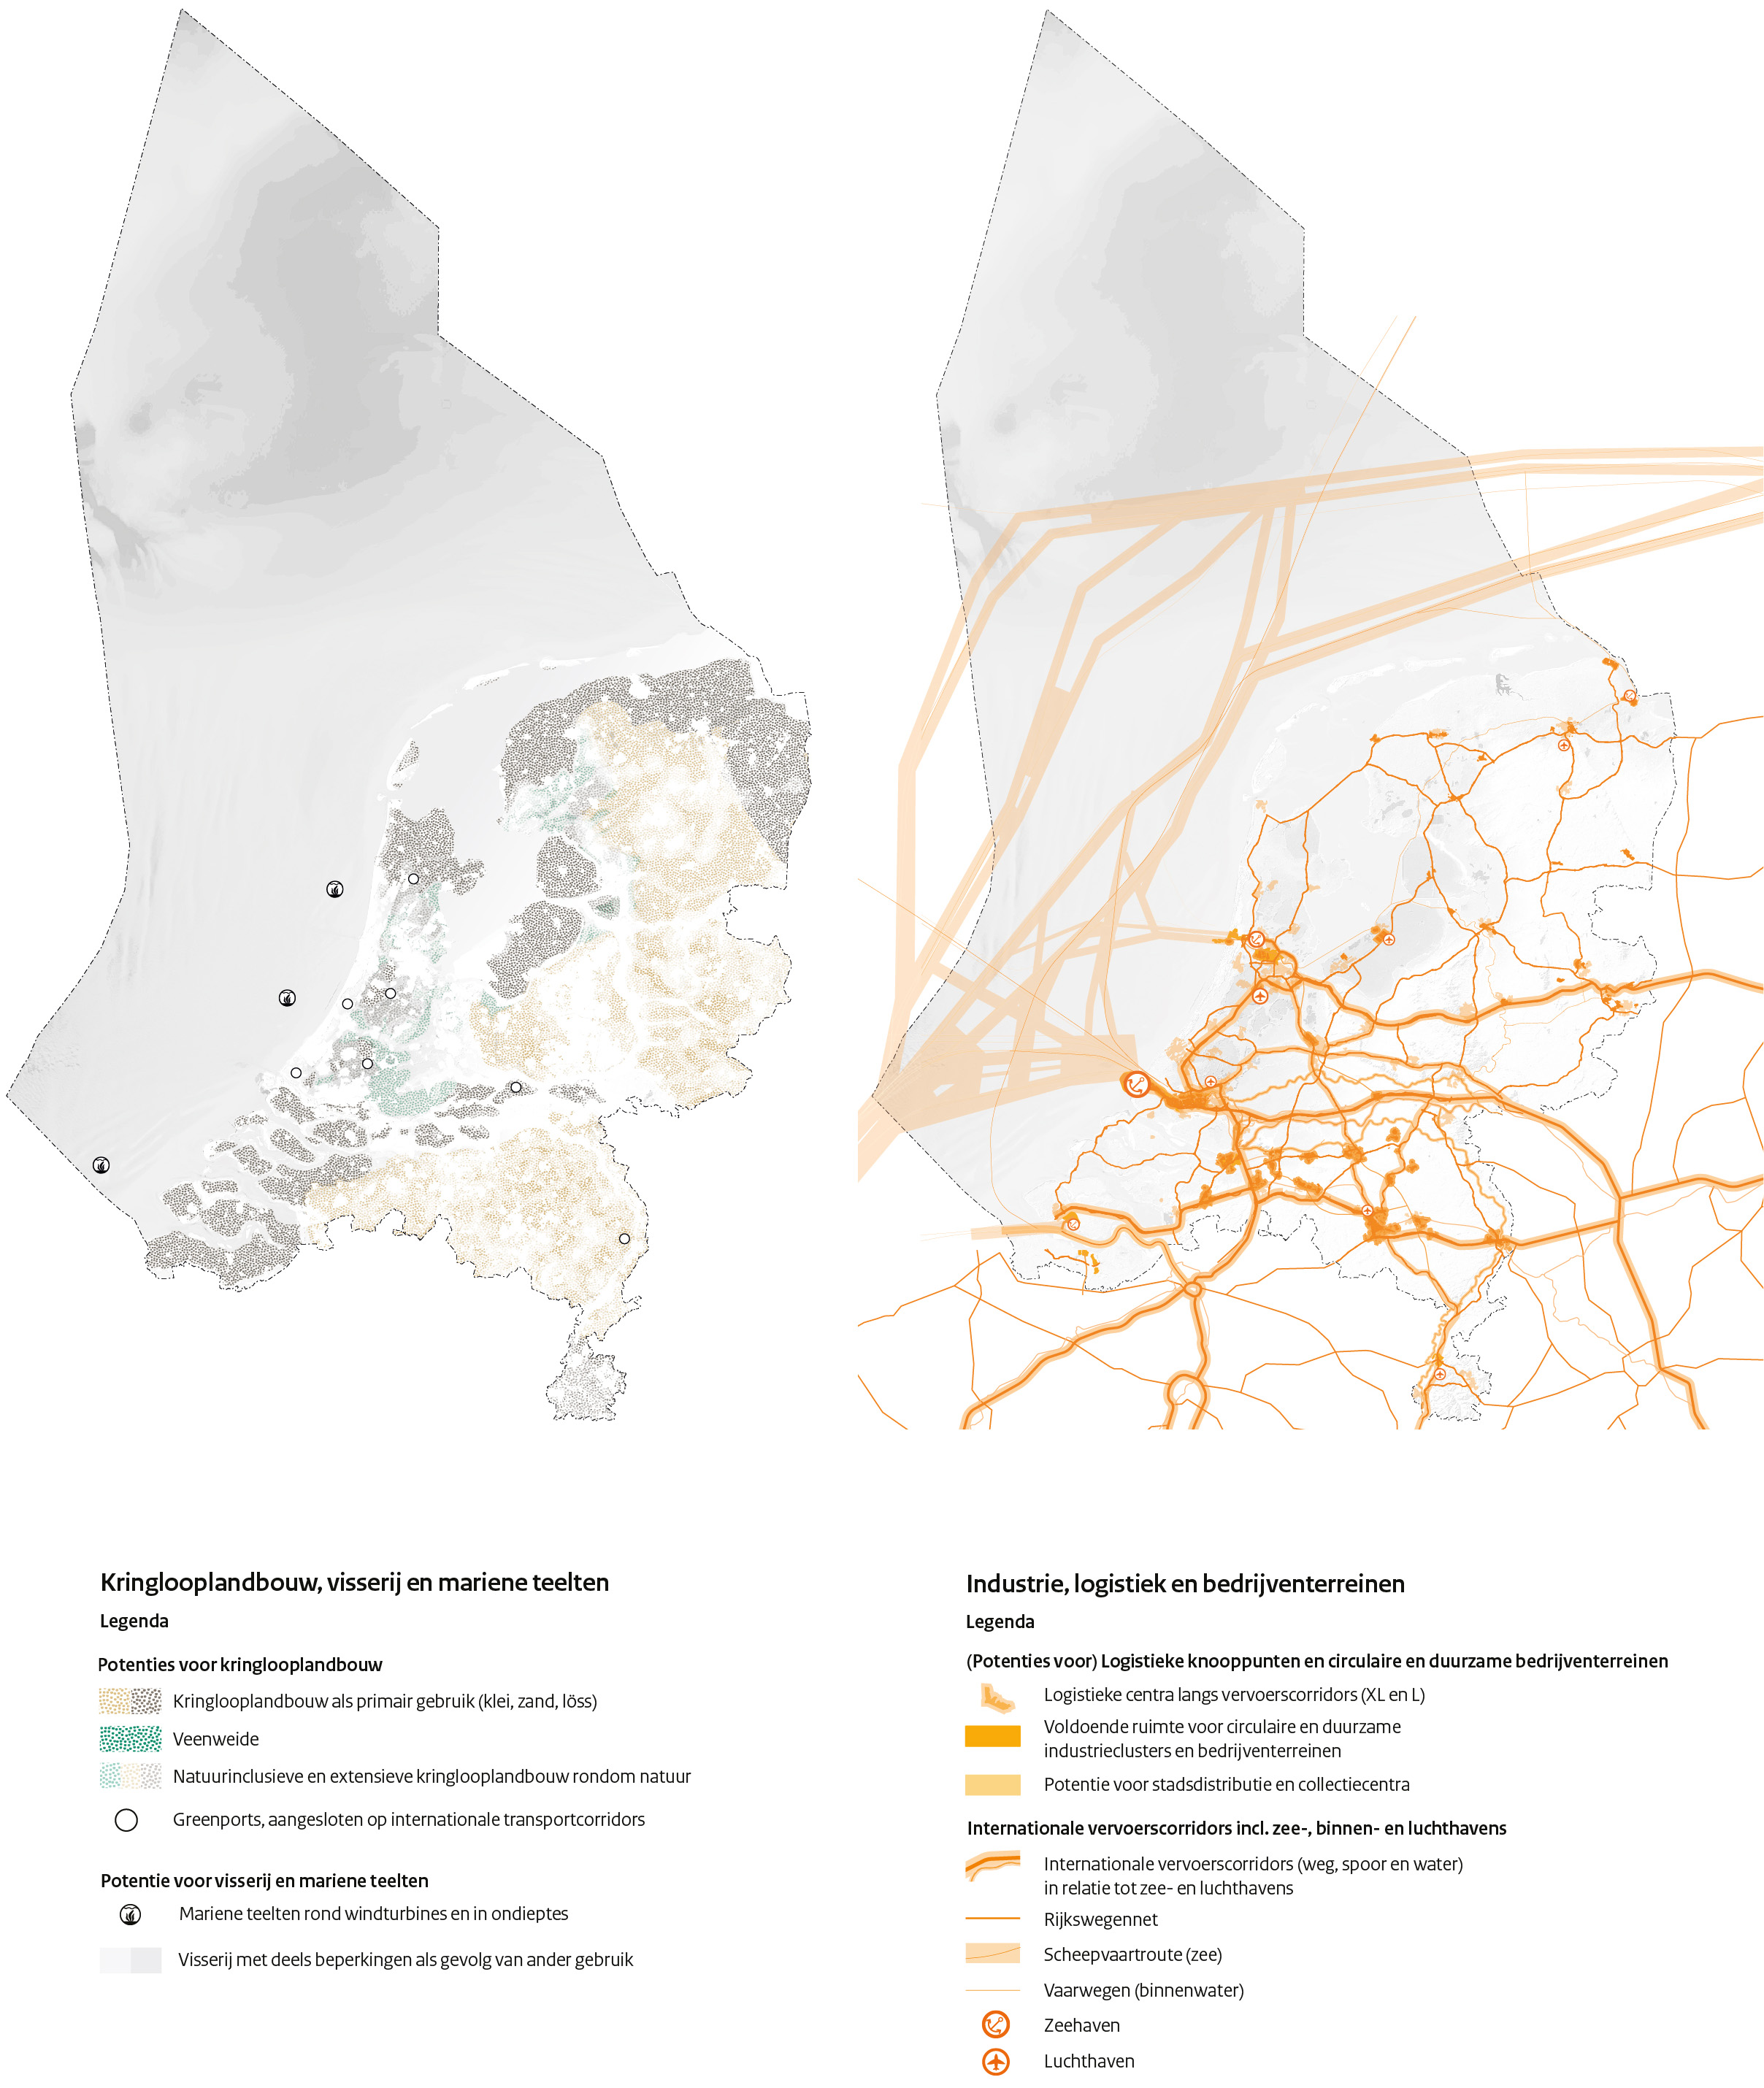 Kringlooplandbouw, visserij en mariene teelten
Legenda
Potenties voor kringlooplandbouw
Kringlooplandbouw als primair gebruik (klei, zand, löss)
Veenweide
Natuurinclusieve en extensieve kringlooplandbouw rondom natuur
Greenports, aangesloten op internationale transportcorridors
Potentie voor visserij en mariene teelten
Mariene teelten rond windturbines en in ondieptes
Visserij met deels beperkingen als gevolg van ander gebruik
Industrie, logistiek en bedrijventerreinen
Legenda
(Potenties voor) Logistieke knooppunten en circulaire en duurzame bedrijventerreinen
Logistieke centra langs vervoerscorridors (XL en L)
Voldoende ruimte voor circulaire en duurzame
industrieclusters en bedrijventerreinen
Potentie voor stadsdistributie en collectiecentra
Internationale vervoerscorridors incl. zee-, binnen- en luchthavens
Internationale vervoerscorridors (weg, spoor en water)
in relatie tot zee- en luchthavens
Rijkswegennet
Scheepvaartroute (zee)
Vaarwegen (binnenwater)
Zeehaven
Luchthaven